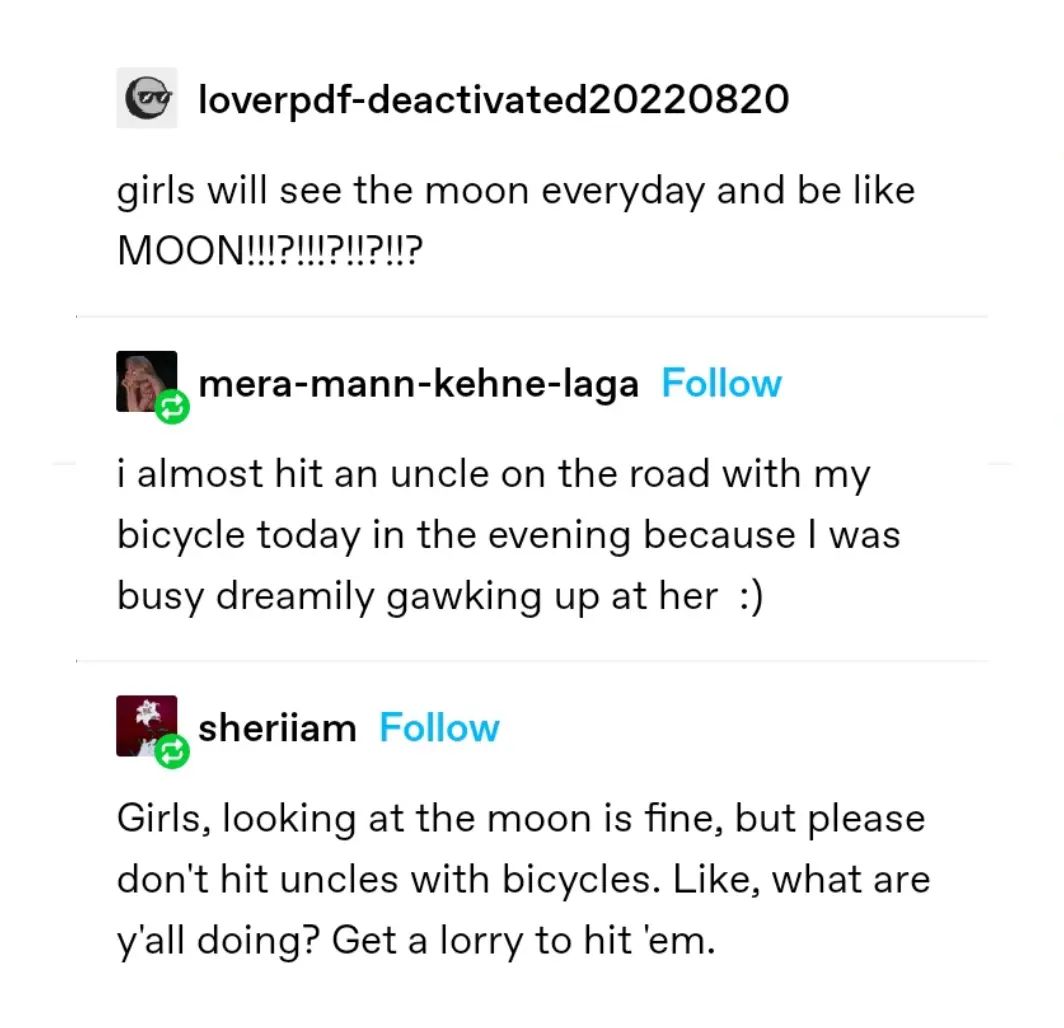 loverpdf-deactivated20220820
girls will see the moon everyday and be like
MOON!!!?!!!?!!?!!?
mera-mann-kehne-laga Follow
i almost hit an uncle on the road with my
bicycle today in the evening because I was
busy dreamily gawking up at her :)
sheriiam Follow
Girls, looking at the moon is fine, but please
don't hit uncles with bicycles. Like, what are
y'all doing? Get a lorry to hit 'em.